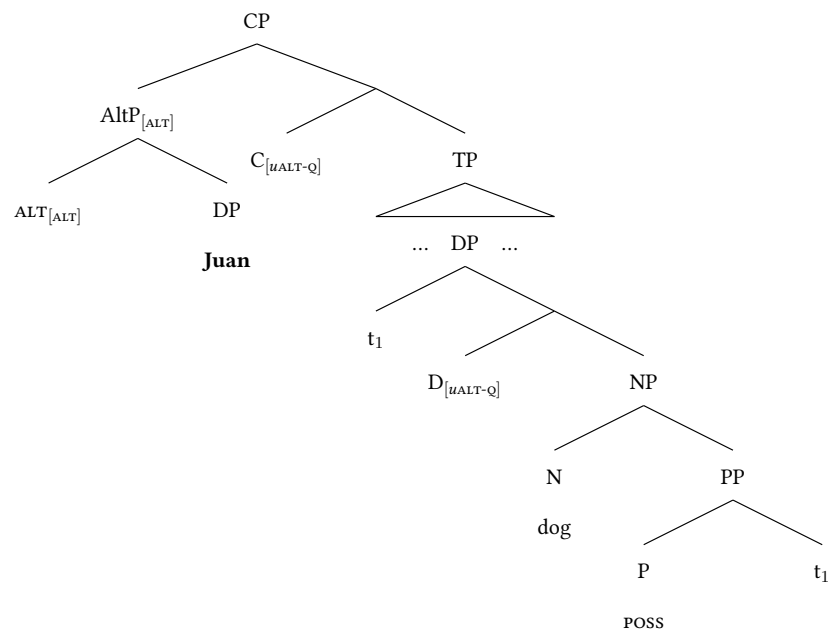 CP
AltP[ALT]
C[uALT-Q] TP
ALT[ALT] DP
Juan
... DP ...
t1
D[uALT-Q] NP
N PP
dog
P t1
POSS